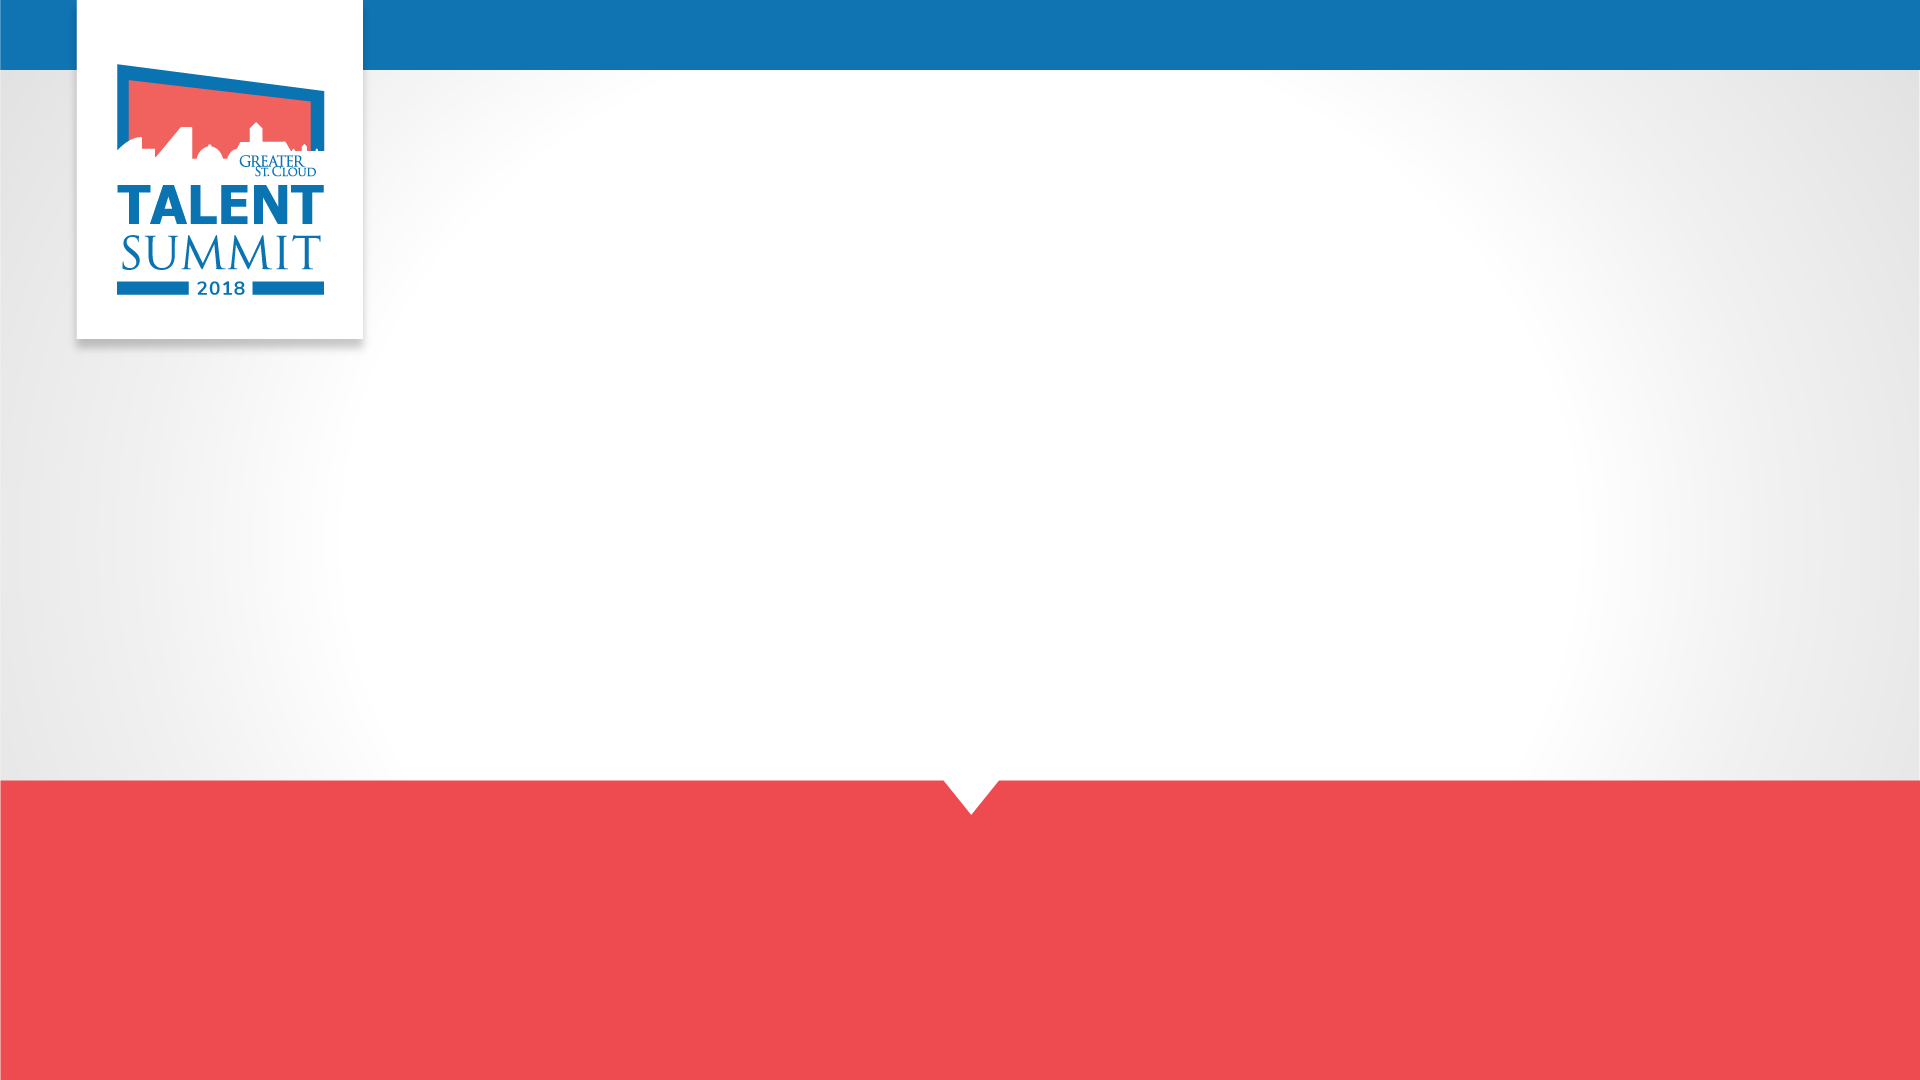 GREATER
ST. CLOUD
TALENT
SUMMIT
2018